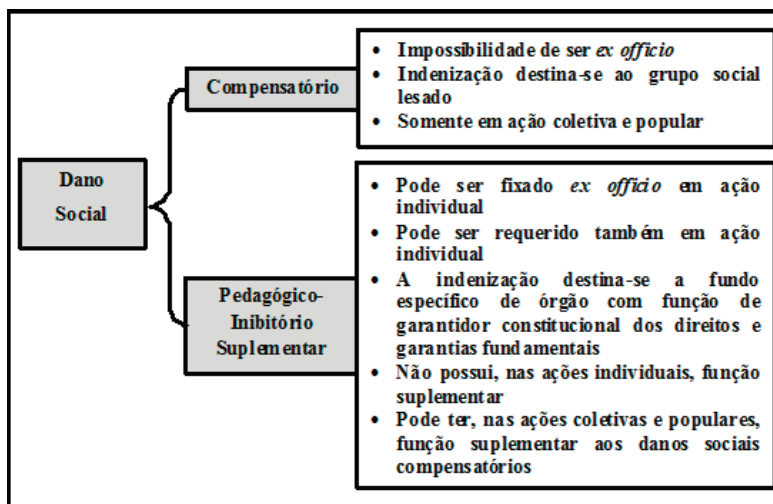 Dano
Social
Compensatório
• Impossibilidade de ser ex officio
• Indenização destina-se ao grupo social
lesado
• Somente em ação coletiva e popular
Pedagógico-
Inibitório
Suplementar
• Pode ser fixado ex officio em ação
individual
• Pode ser requerido também em ação
individual
• A indenização destina-se a fundo
específico de órgão com função de
garantidor constitucional dos direitos e
garantias fundamentais
• Não possui, nas ações individuais, função
suplementar
• Pode ter, nas ações coletivas e populares,
função suplementar aos danos sociais
compensatórios